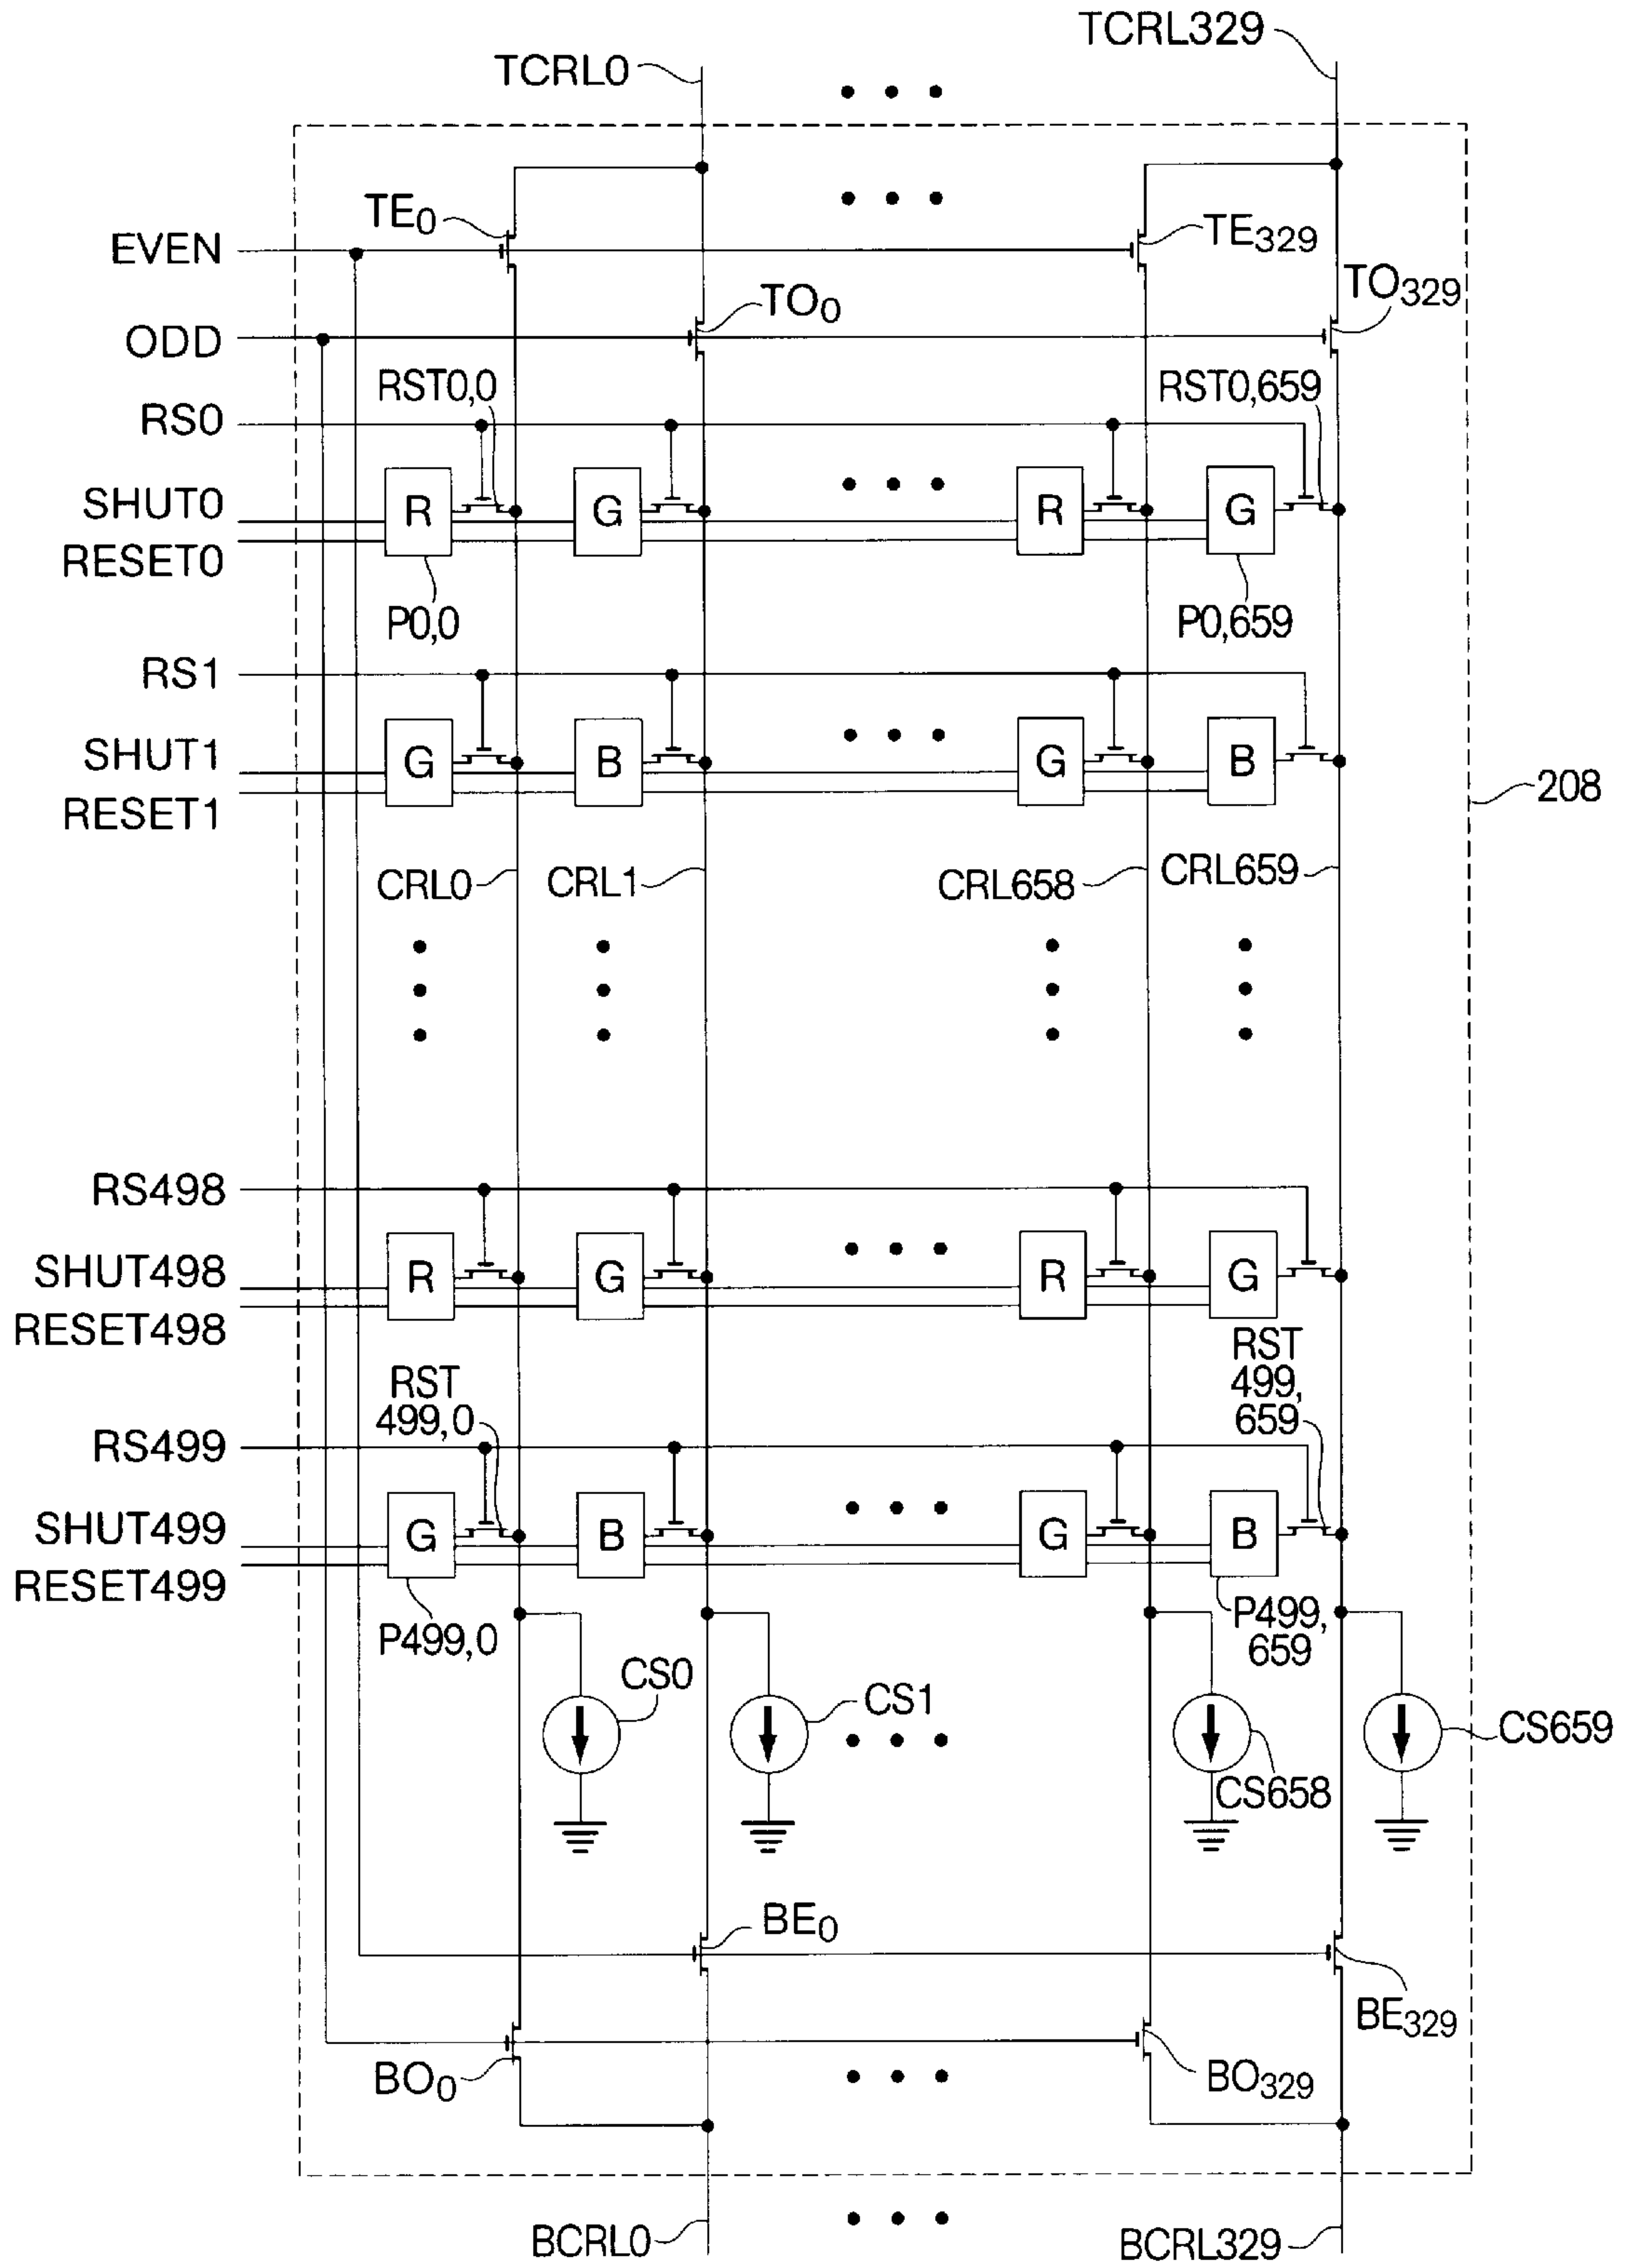 TCRL0
TCRL329
TE0
TE329
EVEN
TO0
TO329
ODD
RST0,0
RST0,659
RS0
SHUT0
R
G
R
G
RESET0
P0,0
P0,659
RS1
SHUT1
G
B
G
B
RESET1
208
CRL0
CRL1
CRL658
CRL659
RS498
SHUT498
R
G
R
G
RESET498
RST
499,0
RST
499,
659
RS499
SHUT499
G
B
G
B
RESET499
P499,0
P499,
659
CS0
CS1
CS658
CS659
BE0
BE329
BO0
BO329
BCRL0
BCRL329